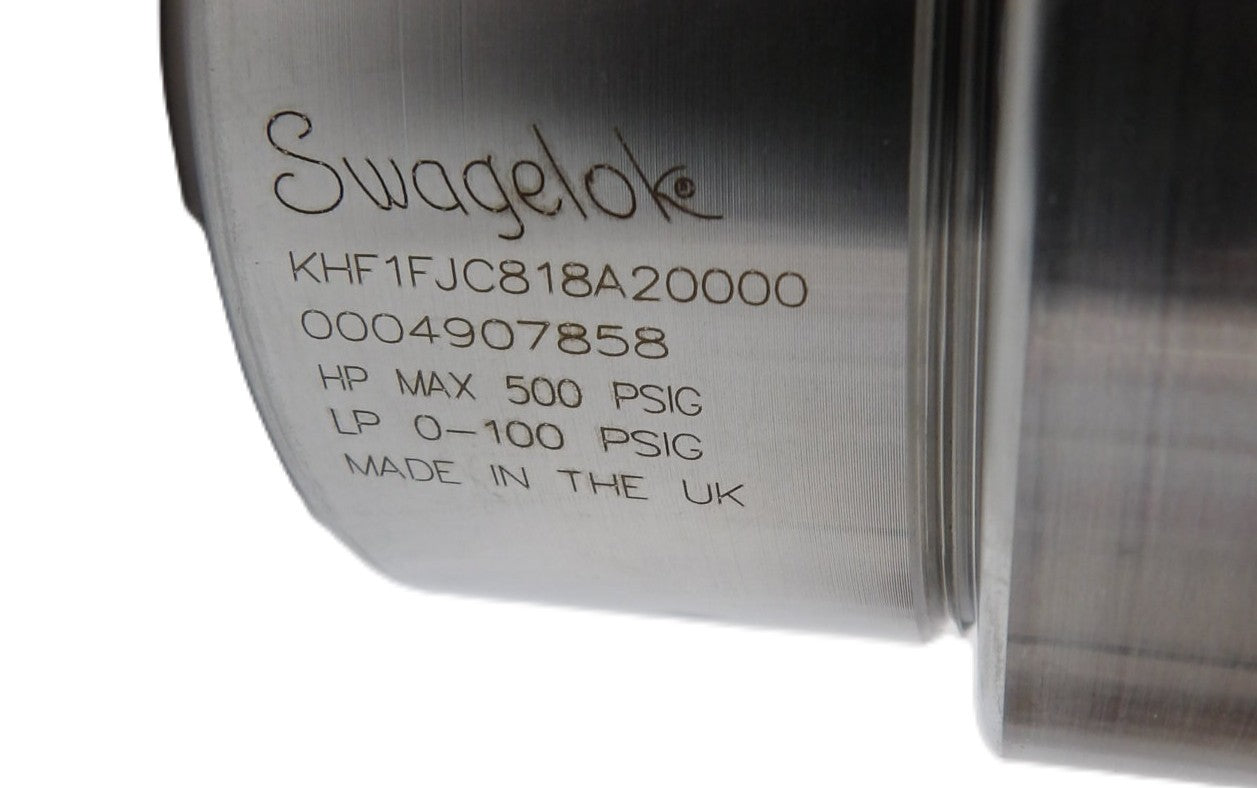 Swagelok
KHF1FJC818A20000
0004907858
HP MAX 500 PSIG
LP 0-100 PSIG
MADE IN THE UK